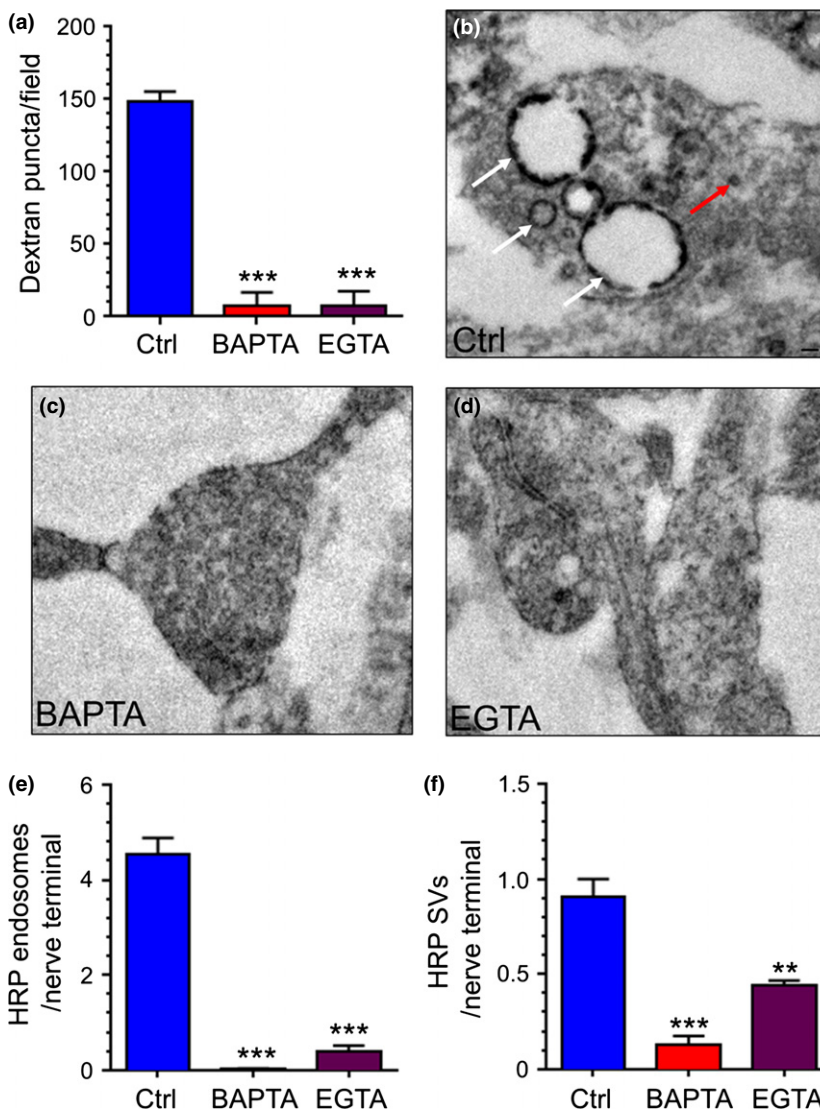 (a)
200
150
100
50
0
Dextran puncta/field
***
***
Ctrl
BAPTA
EGTA
(b)
Ctrl
(c)
BAPTA
(d)
EGTA
(e)
6
4
2
0
HRP endosomes
/nerve terminal
***
***
Ctrl
BAPTA
EGTA
(f)
1.5
1.0
0.5
0
HRP SVs
/nerve terminal
***
**
Ctrl
BAPTA
EGTA